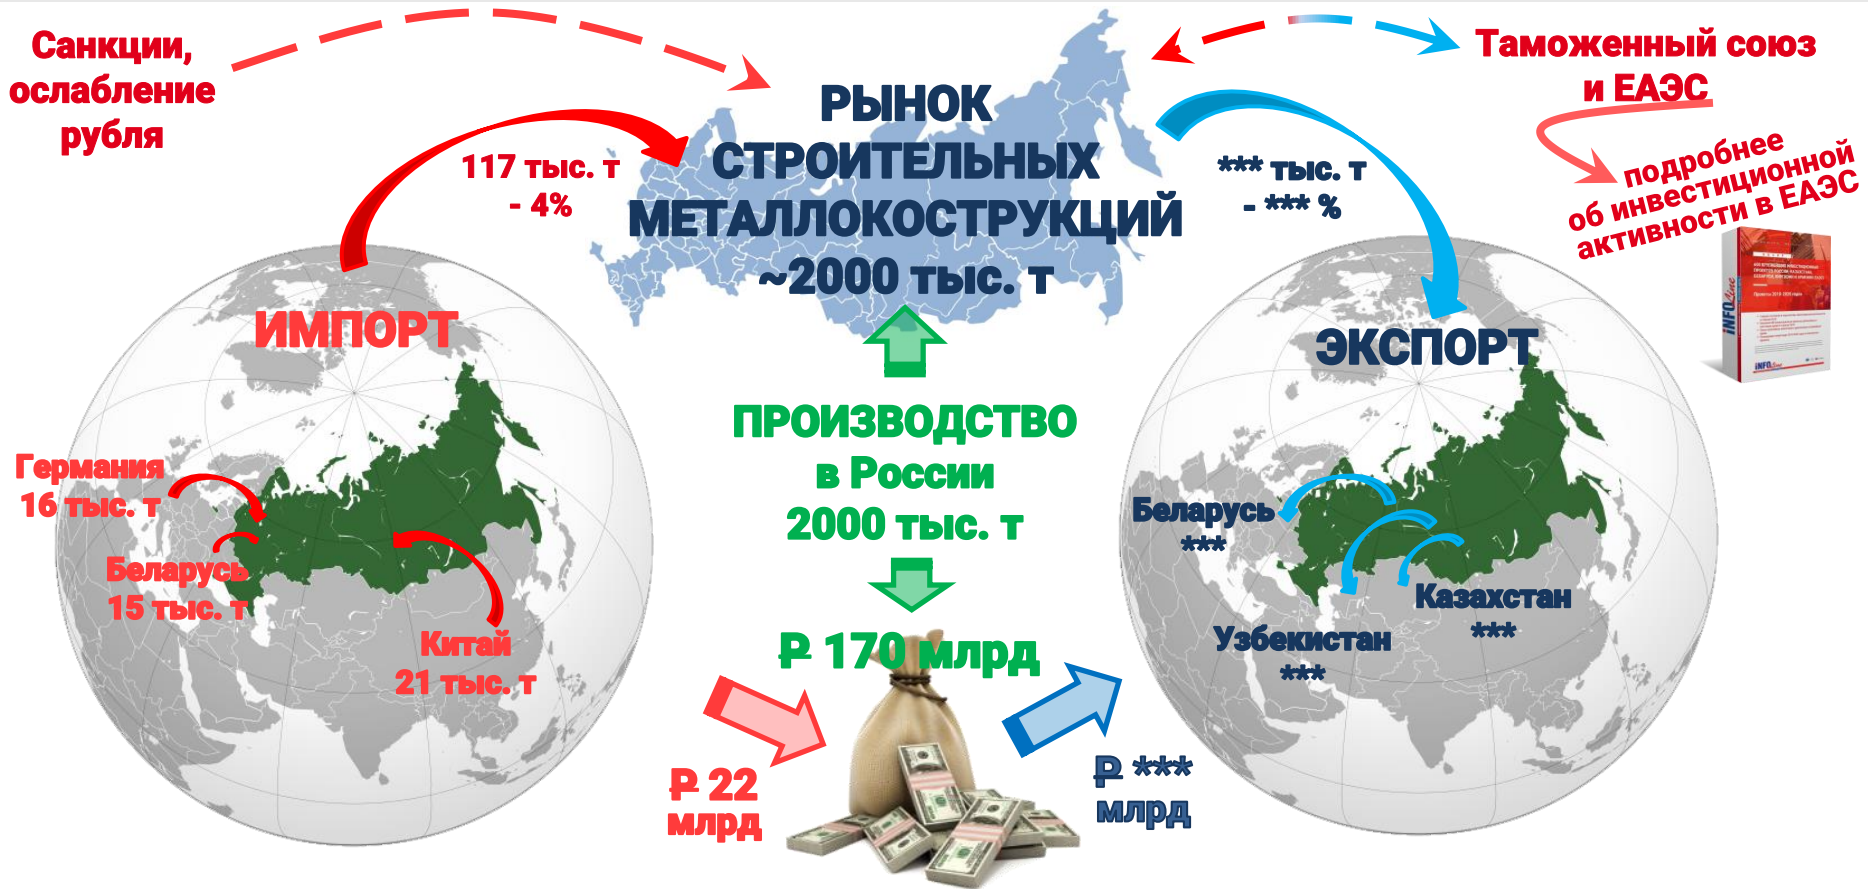 Санкции,
ослабление
рубля
117 тыс. т
- 4%
РЫНОК
СТРОИТЕЛЬНЫХ
МЕТАЛЛОКОСТРУКЦИЙ
~2000 тыс. т
*** тыс. т
- *** %
Таможенный союз
и ЕАЭС
подробнее
об инвестиционной
активности в ЕАЭС
INFOLine
INFOLine
ИМПОРТ
Германия
16 тыс. т
Беларусь
15 тыс. т
Китай
21 тыс. т
ПРОИЗВОДСТВО
в России
2000 тыс. т
₽ 170 млрд
₽ 22
млрд
₽ ***
млрд
ЭКСПОРТ
Беларусь
***
Узбекистан
***
Казахстан
***